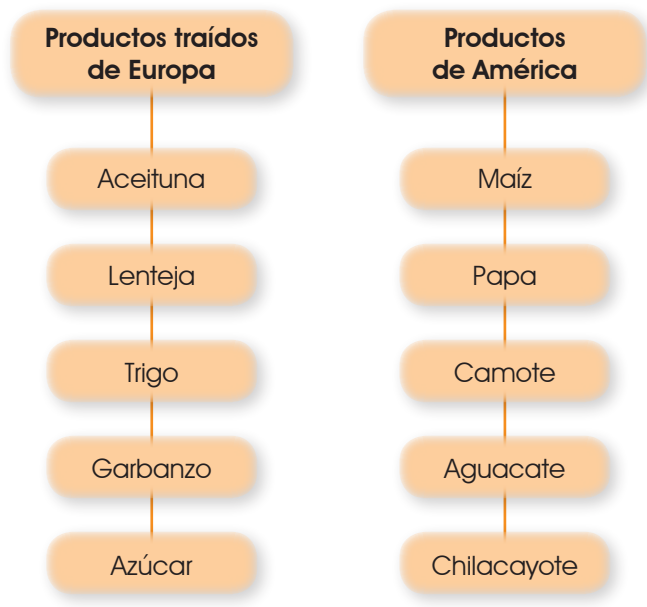 Productos traídos
de Europa
Aceituna
Lenteja
Trigo
Garbanzo
Azúcar
Productos
de América
Maíz
Papa
Camote
Aguacate
Chilacayote